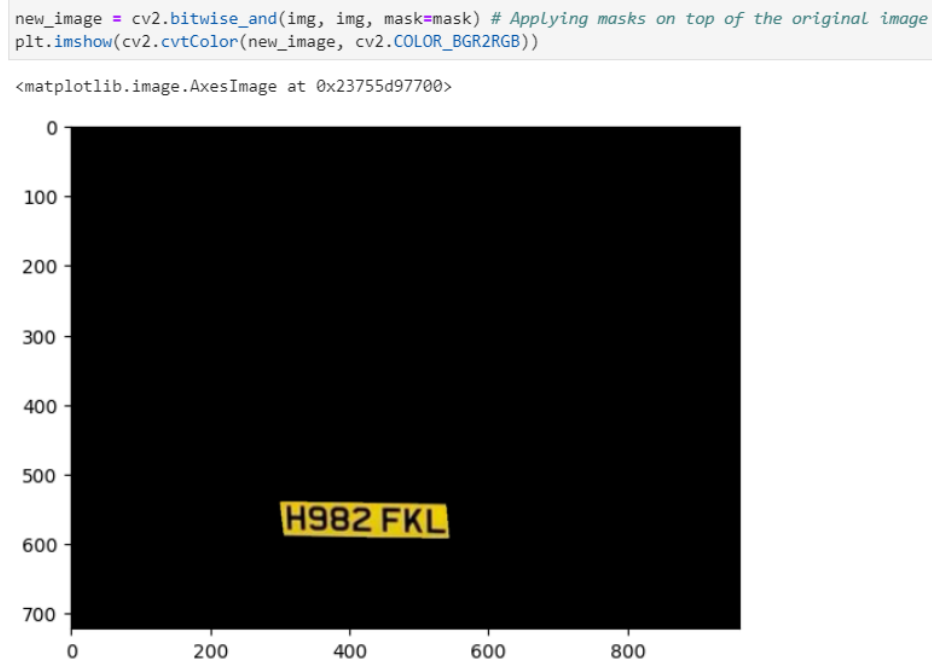 new_image = cv2.bitwise_and(img, img, mask=mask) # Applying masks on top of the original image
plt.imshow(cv2.cvtColor(new_image, cv2.COLOR_BGR2RGB))
<matplotlib.image.AxesImage at 0x23755d97700>
0
100
200
300
400
500
H982 FKL
600
700
0 200 400 600 800